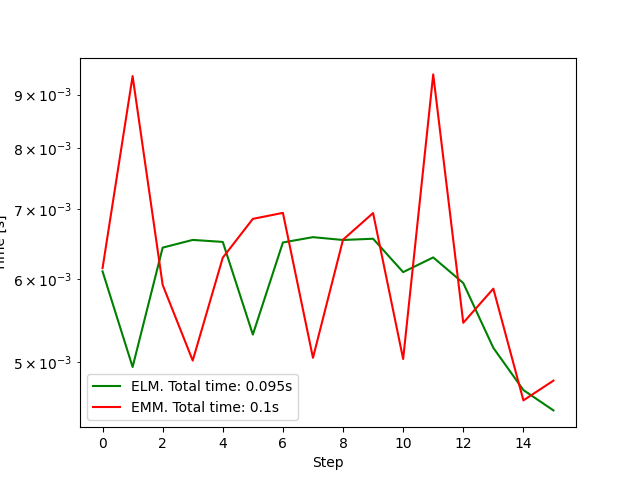 9 × 10⁻³
8 × 10⁻³
7 × 10⁻³
6 × 10⁻³
5 × 10⁻³
[s]
ELM. Total time: 0.095s
EMM. Total time: 0.1s
0 2 4 6 8 10 12 14
Step